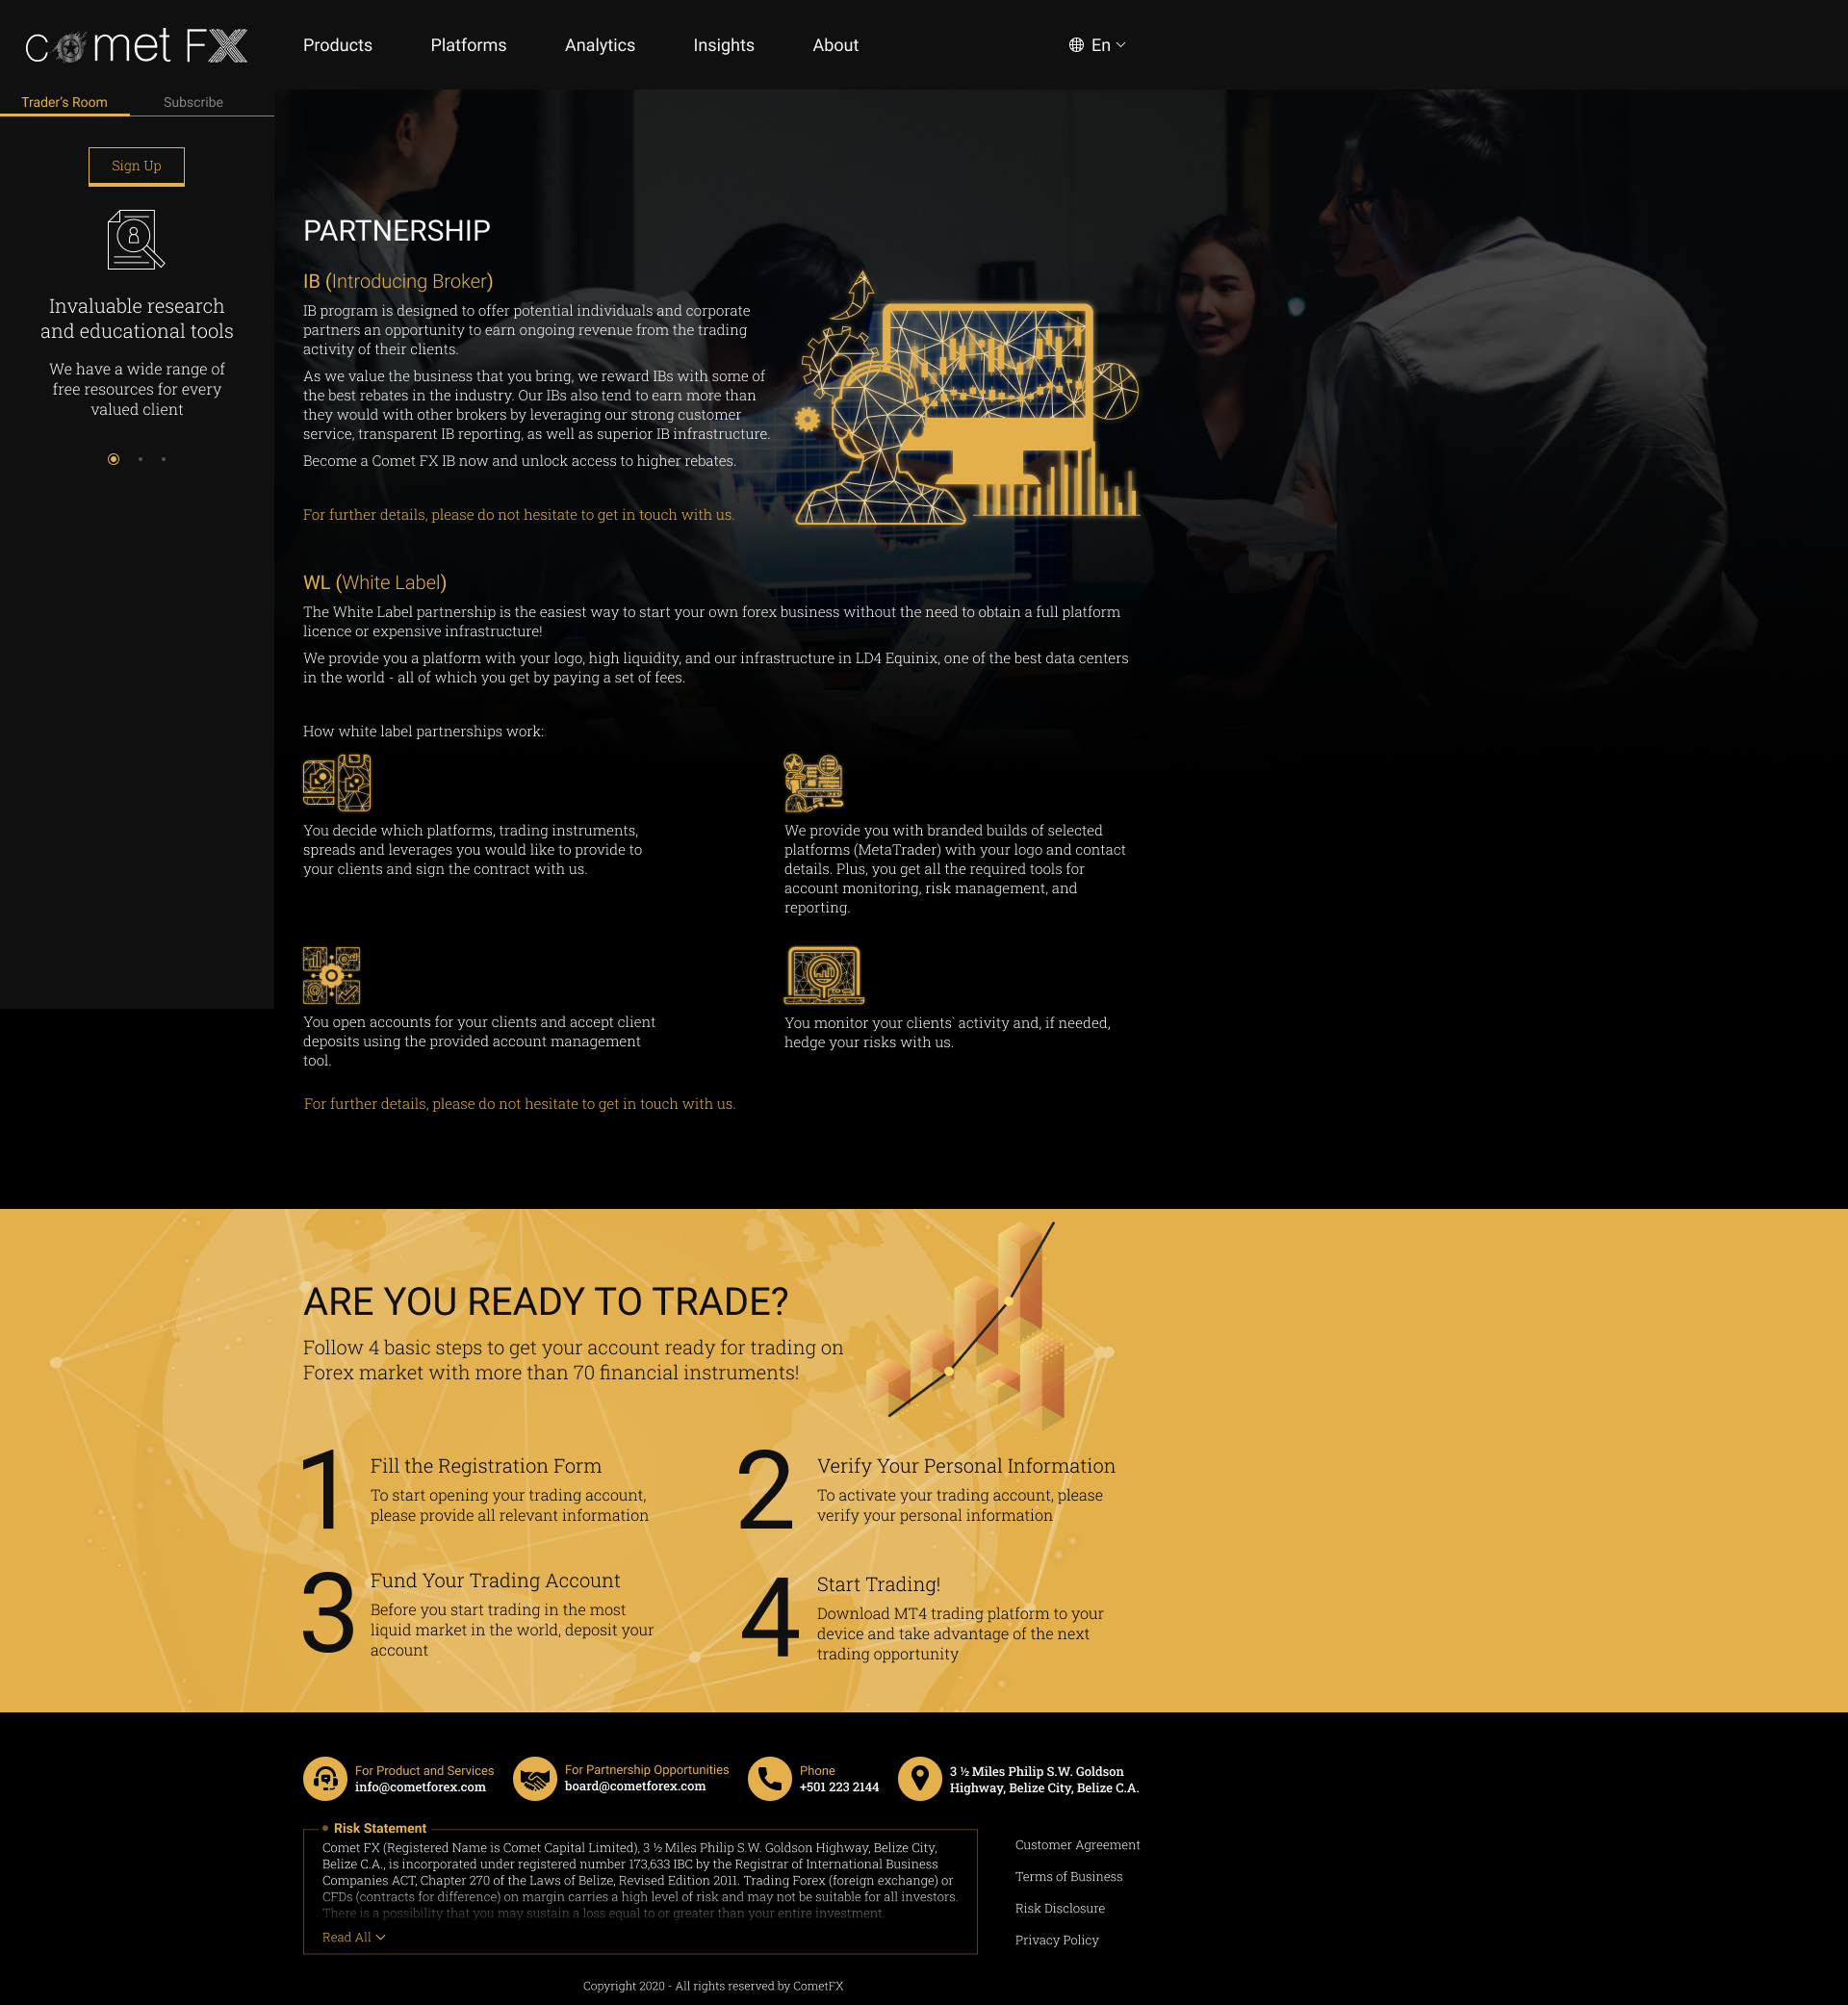 comet FX
Products
Platforms
Analytics
Insights
About
En
Trader's Room
Subscribe
Sign Up
Invaluable research
and educational tools
We have a wide range of
free resources for every
valued client
PARTNERSHIP
IB (Introducing Broker)
IB program is designed to offer potential individuals and corporate
partners an opportunity to earn ongoing revenue from the trading
activity of their clients.
As we value the business that you bring, we reward IBs with some of
the best rebates in the industry. Our IBs also tend to earn more than
they would with other brokers by leveraging our strong customer
service, transparent IB reporting, as well as superior IB infrastructure.
Become a Comet FX IB now and unlock access to higher rebates.
For further details, please do not hesitate to get in touch with us.
WL (White Label)
The White Label partnership is the easiest way to start your own forex business without the need to obtain a full platform
licence or expensive infrastructure!
We provide you a platform with your logo, high liquidity, and our infrastructure in LD4 Equinix, one of the best data centers
in the world - all of which you get by paying a set of fees.
How white label partnerships work:
You decide which platforms, trading instruments,
spreads and leverages you would like to provide to
your clients and sign the contract with us.
We provide you with branded builds of selected
platforms (MetaTrader) with your logo and contact
details. Plus, you get all the required tools for
account monitoring, risk management, and
reporting.
You open accounts for your clients and accept client
deposits using the provided account management
tool.
You monitor your clients` activity and, if needed,
hedge your risks with us.
For further details, please do not hesitate to get in touch with us.
ARE YOU READY TO TRADE?
Follow 4 basic steps to get your account ready for trading on
Forex market with more than 70 financial instruments!
1
Fill the Registration Form
To start opening your trading account,
please provide all relevant information
2
Verify Your Personal Information
To activate your trading account, please
verify your personal information
3
Fund Your Trading Account
Before you start trading in the most
liquid market in the world, deposit your
account
4
Start Trading!
Download MT4 trading platform to your
device and take advantage of the next
trading opportunity
For Product and Services
info@cometforex.com
For Partnership Opportunities
board@cometforex.com
Phone
+501 223 2144
3 ½ Miles Philip S.W. Goldson
Highway, Belize City, Belize C.A.
Risk Statement
Comet FX (Registered Name is Comet Capital Limited), 3 ½ Miles Philip S.W. Goldson Highway, Belize City,
Belize C.A., is incorporated under registered number 173,633 IBC by the Registrar of International Business
Companies ACT, Chapter 270 of the Laws of Belize, Revised Edition 2011. Trading Forex (foreign exchange) or
CFDs (contracts for difference) on margin carries a high level of risk and may not be suitable for all investors.
There is a possibility that you may sustain a loss equal to or greater than your entire investment.
Read All
Customer Agreement
Terms of Business
Risk Disclosure
Privacy Policy
Copyright 2020 - All rights reserved by CometFX